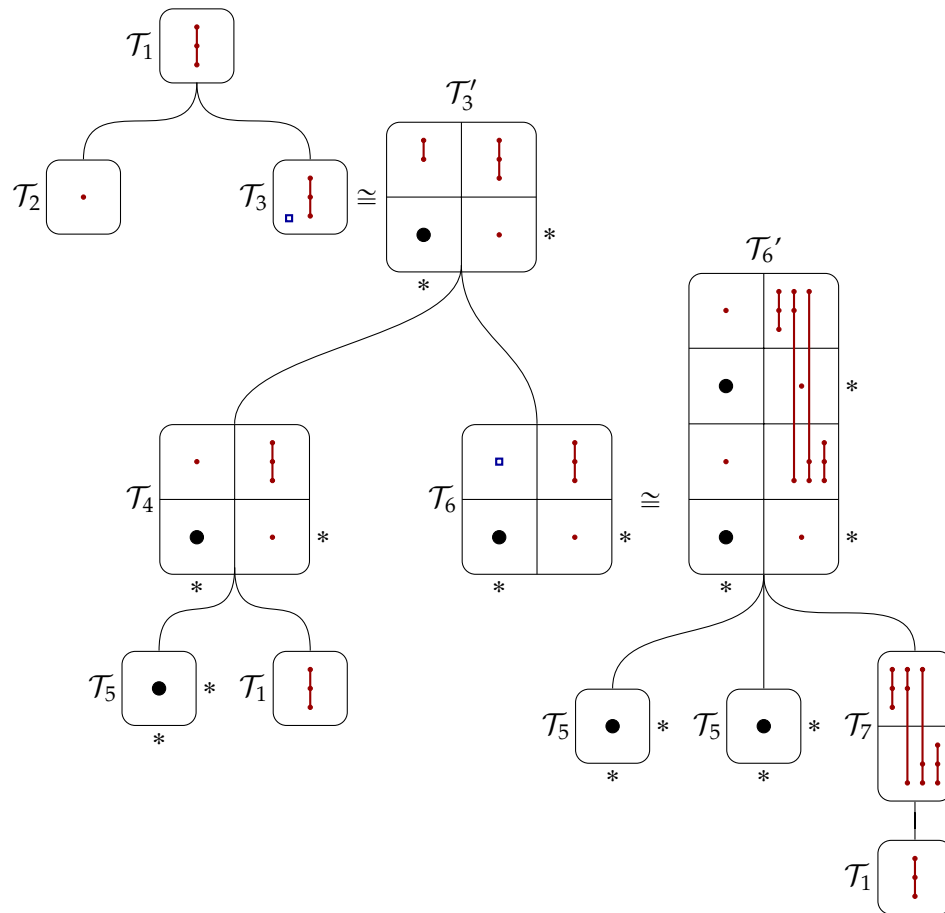 𝒯₁
𝒯₃′
𝒯₂
𝒯₃ ≅
*
*
𝒯₆′
*
𝒯₄ * 𝒯₆ * ≅ *
* * *
𝒯₅ * 𝒯₁ 𝒯₅ * 𝒯₅ * 𝒯₇
* * *
𝒯₁